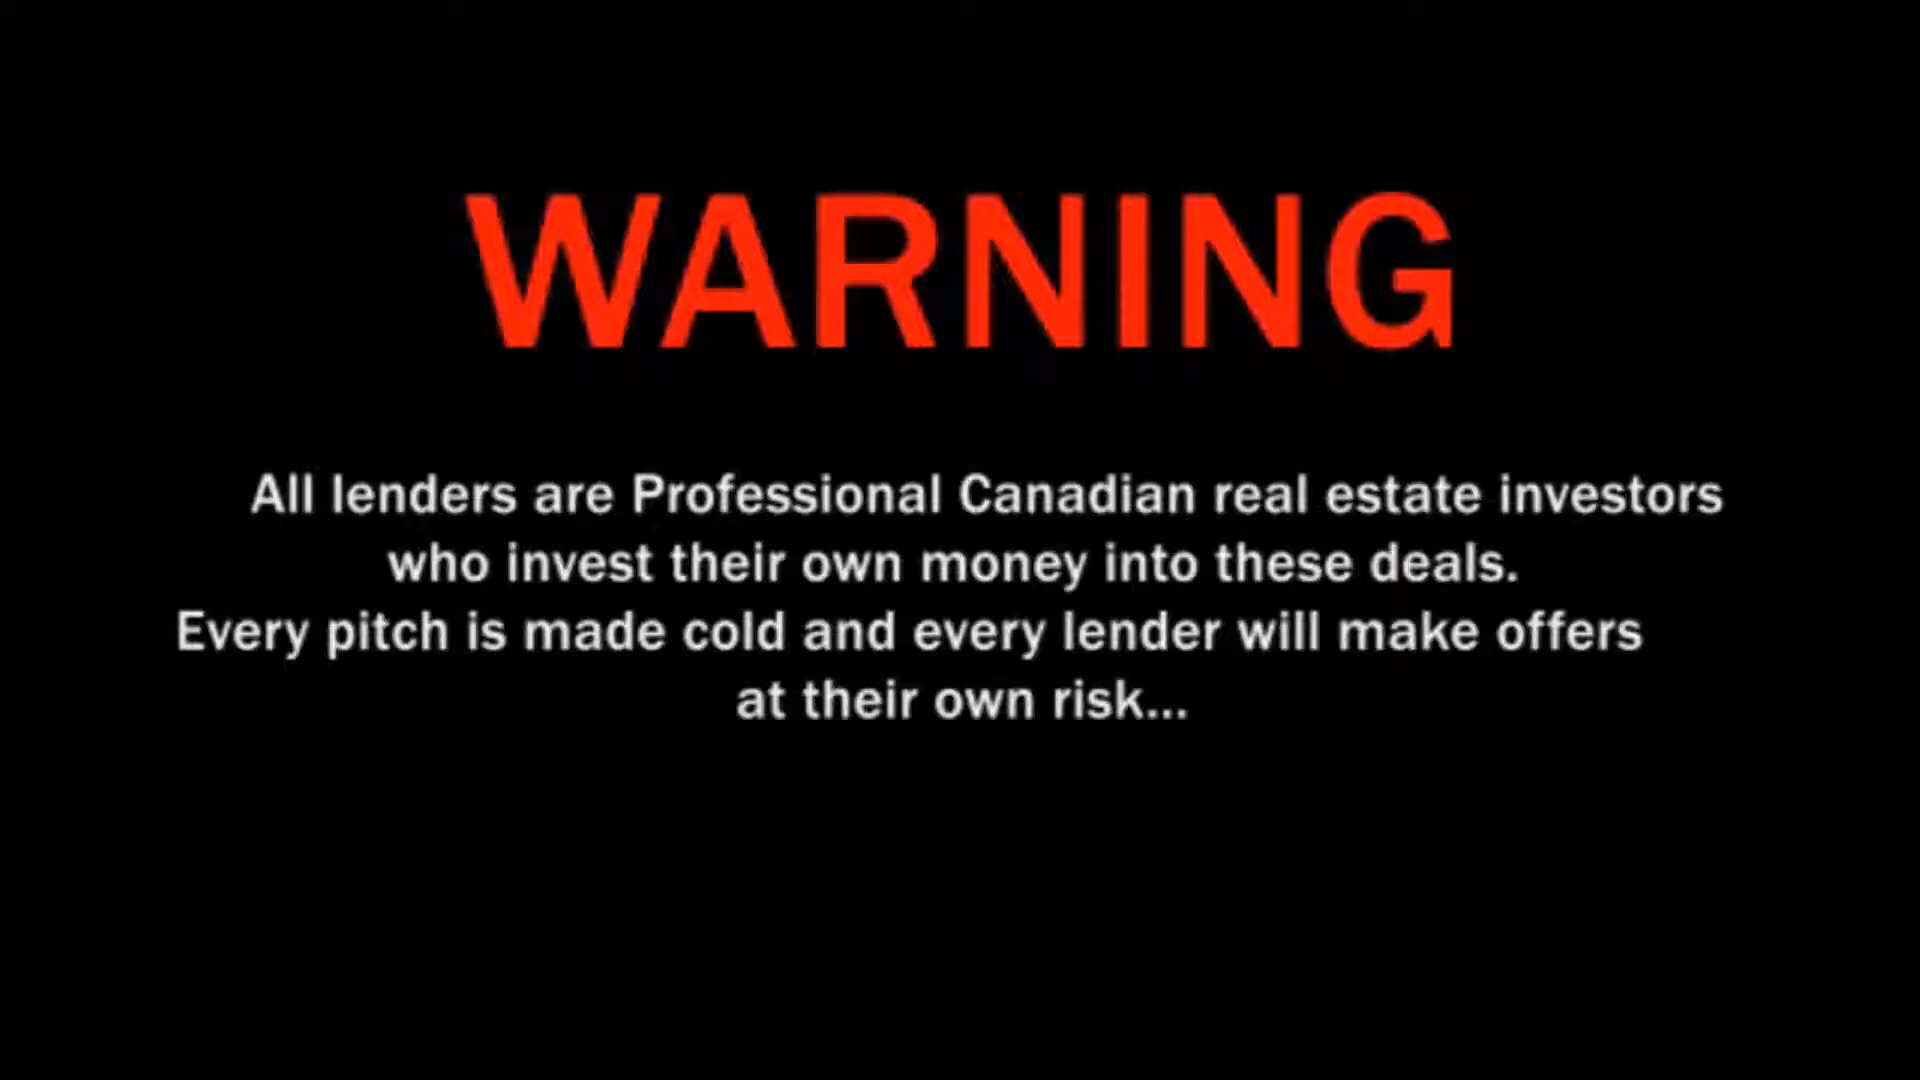 WARNING
All lenders are Professional Canadian real estate investors
who invest their own money into these deals.
Every pitch is made cold and every lender will make offers
at their own risk...